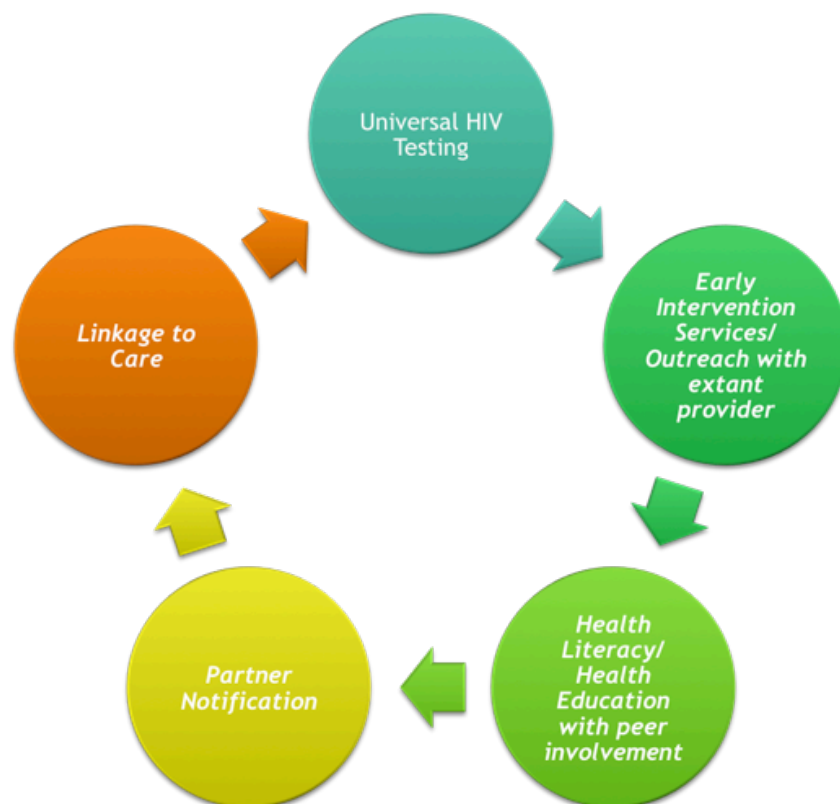 Universal HIV
Testing
Early
Intervention
Services/
Outreach with
extant
provider
Health
Literacy/
Health
Education
with peer
involvement
Partner
Notification
Linkage to
Care